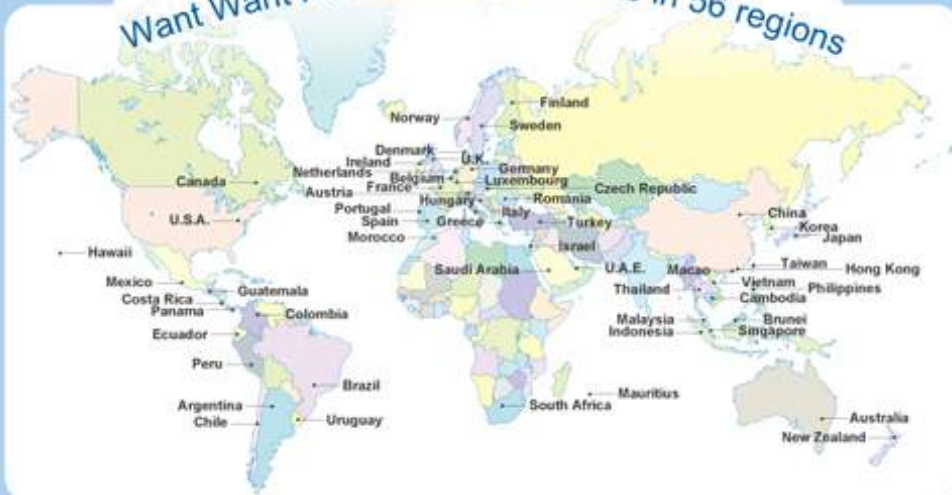 Want Want
in 56 regions
Norway
Finland
Sweden
Denmark
Ireland
U.K.
Netherlands
Belgium
Germany
Luxembourg
Canada
Austria
France
Czech Republic
Hungary
Romania
Portugal
Italy
U.S.A.
Spain
Greece
Turkey
China
Korea
Japan
Morocco
Israel
Hawaii
Saudi Arabia
U.A.E.
Macao
Taiwan
Hong Kong
Mexico
Guatemala
Thailand
Vietnam
Philippines
Costa Rica
Cambodia
Panama
Colombia
Malaysia
Brunei
Ecuador
Indonesia
Singapore
Peru
Brazil
Mauritius
Argentina
South Africa
Chile
Uruguay
Australia
New Zealand